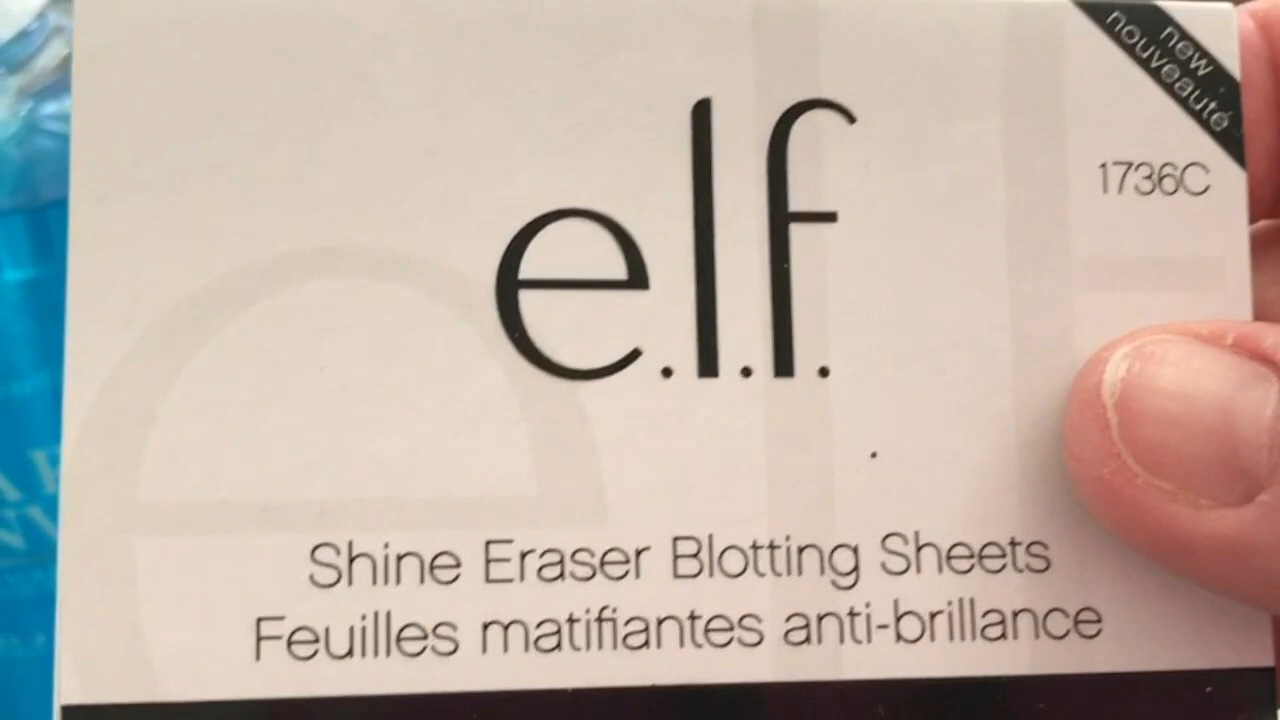 new
nouveauté
1736C
e.l.f.
Shine Eraser Blotting Sheets
Feuilles matifiantes anti-brillance